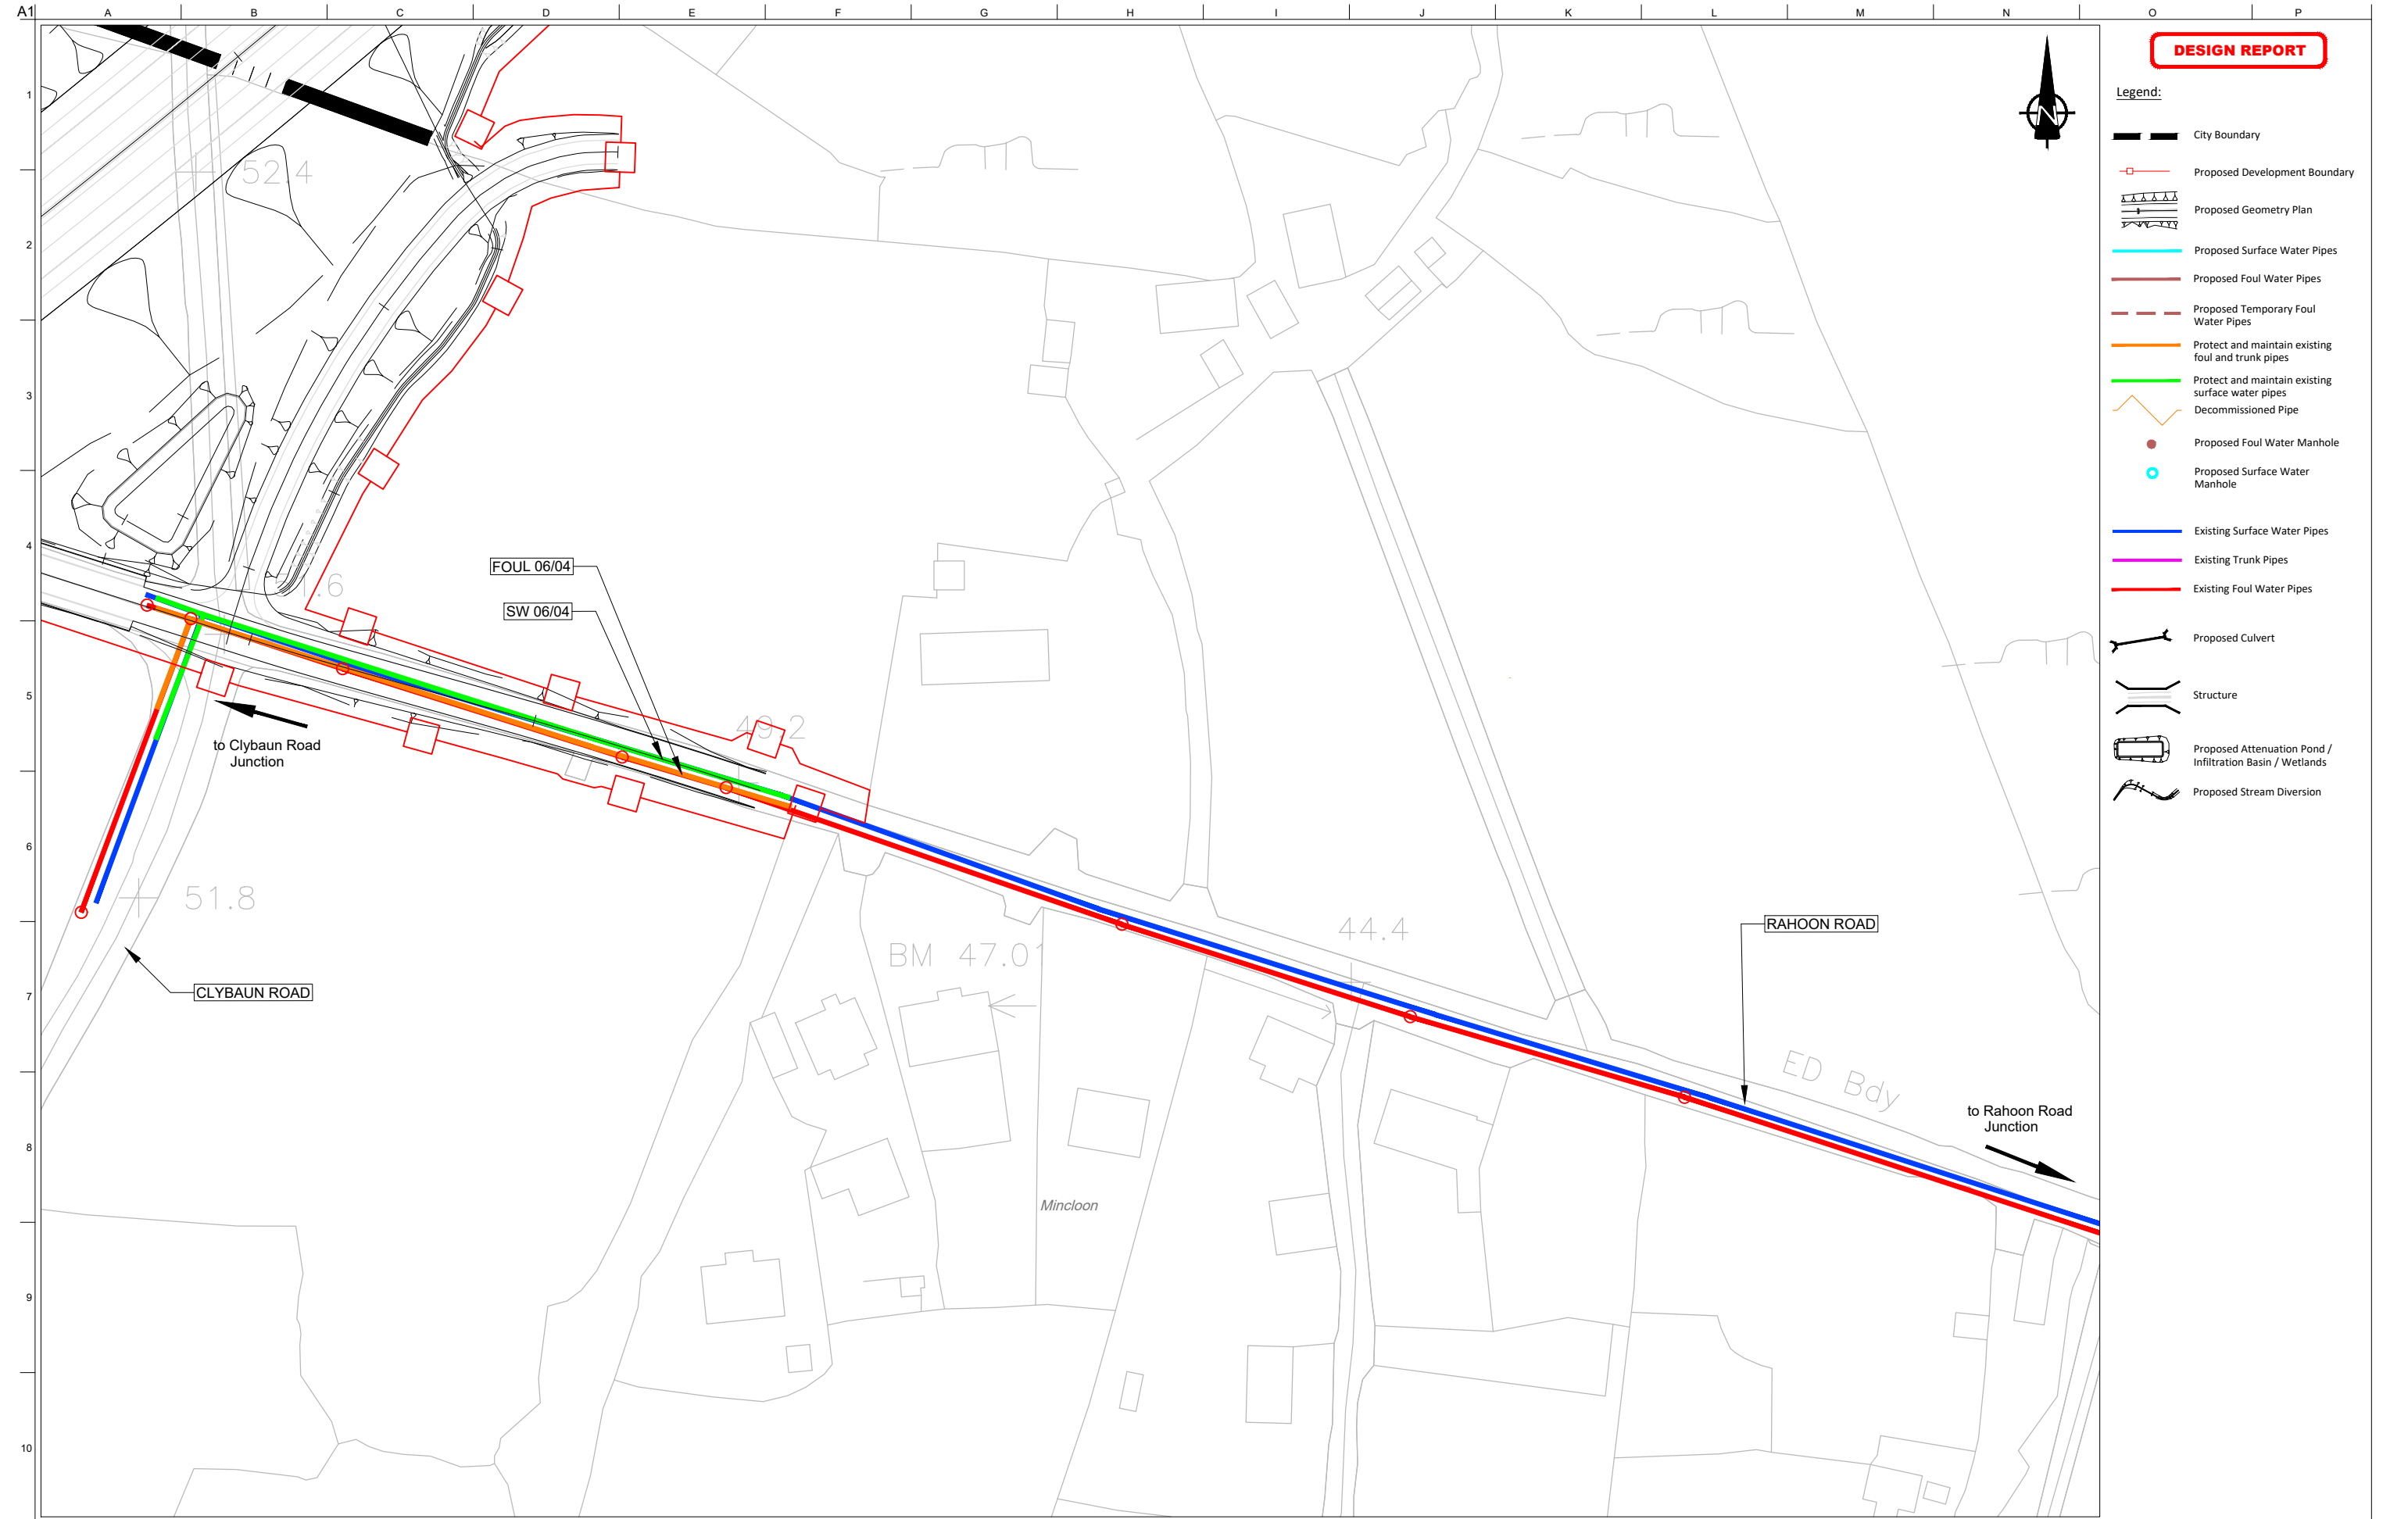 A1
A B C D E F G H I J K L M N O P
1
2
3
4
5
6
7
8
9
10
DESIGN REPORT
Legend:
City Boundary
Proposed Development Boundary
Proposed Geometry Plan
Proposed Surface Water Pipes
Proposed Foul Water Pipes
Proposed Temporary Foul
Water Pipes
Protect and maintain existing
foul and trunk pipes
Protect and maintain existing
surface water pipes
Decommissioned Pipe
Proposed Foul Water Manhole
Proposed Surface Water
Manhole
Existing Surface Water Pipes
Existing Trunk Pipes
Existing Foul Water Pipes
Proposed Culvert
Structure
Proposed Attenuation Pond /
Infiltration Basin / Wetlands
Proposed Stream Diversion
N
52.4
FOUL 06/04
SW 06/04
49.2
to Clybaun Road
Junction
51.8
CLYBAUN ROAD
BM 47.01
44.4
RAHOON ROAD
ED Bdy
to Rahoon Road
Junction
Mincloon